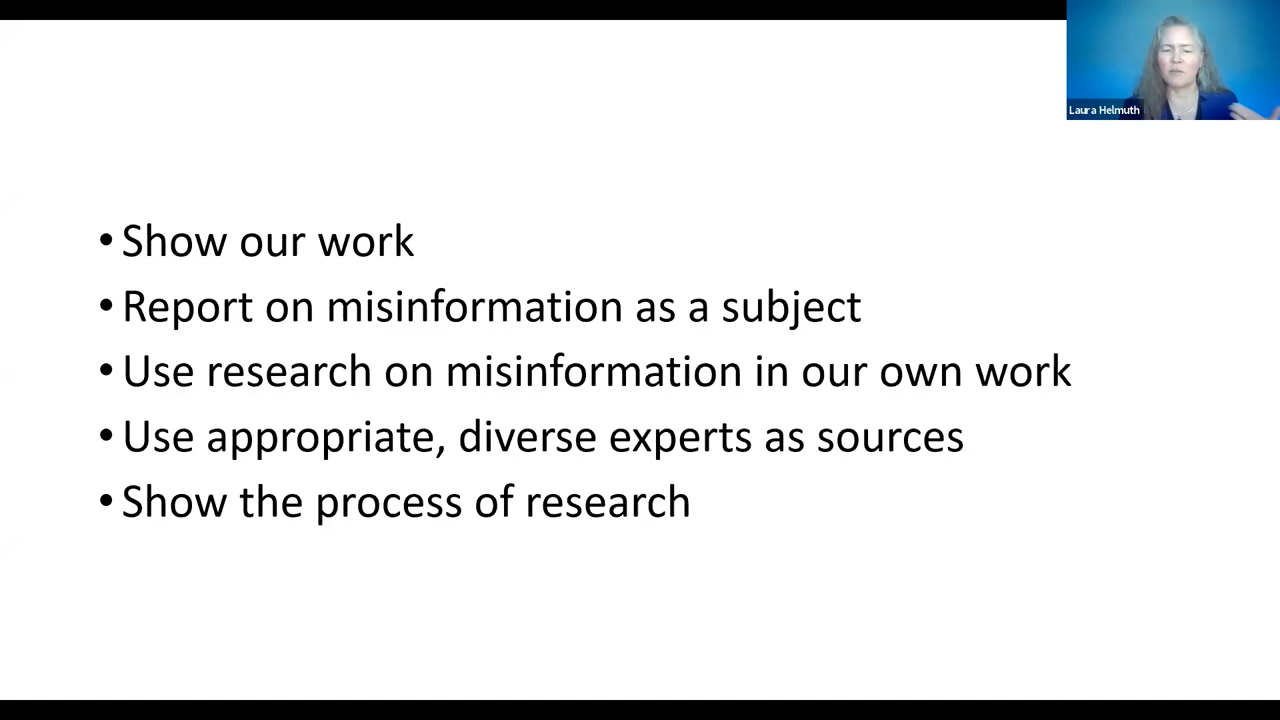 Laura Helmuth
• Show our work
• Report on misinformation as a subject
• Use research on misinformation in our own work
• Use appropriate, diverse experts as sources
• Show the process of research